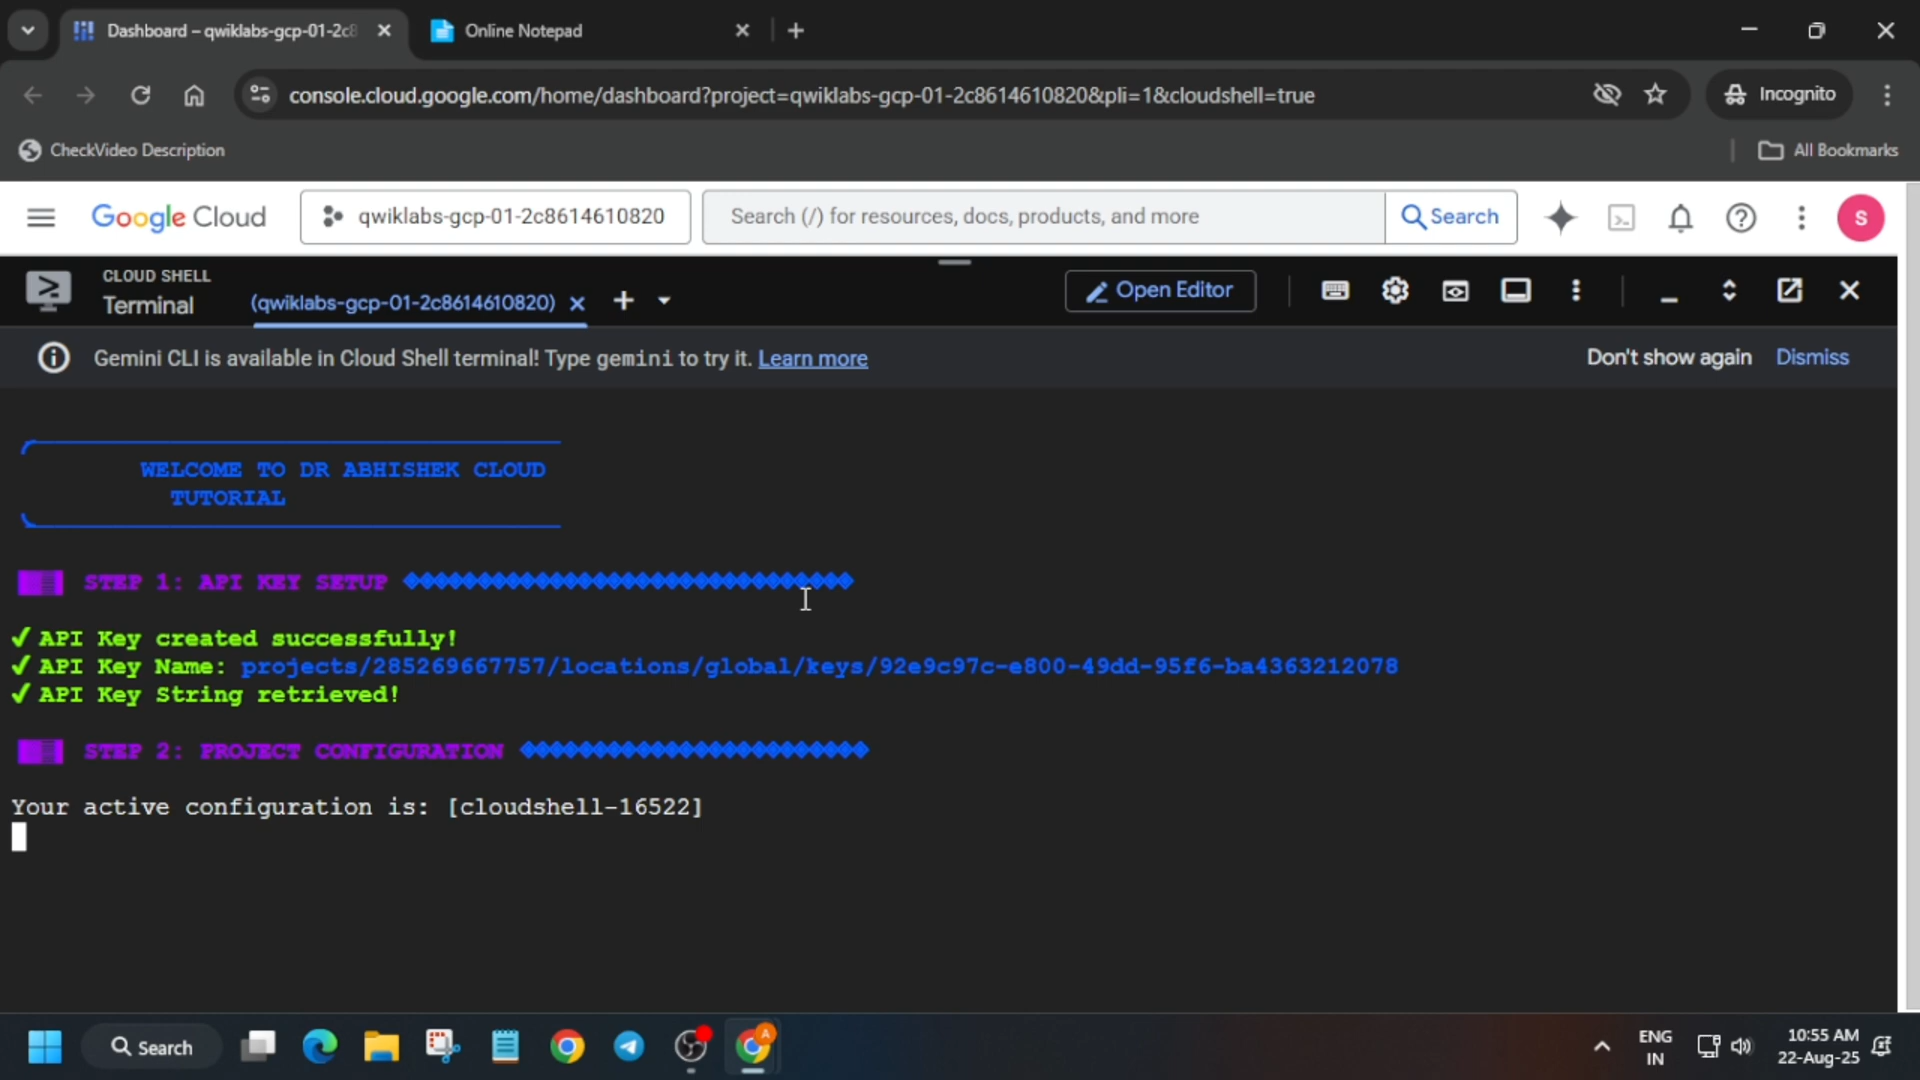 Dashboard – qwiklabs-gcp-01-2c8
Online Notepad
console.cloud.google.com/home/dashboard?project=qwiklabs-gcp-01-2c8614610820&pli=1&cloudshell=true
Incognito
CheckVideo Description
All Bookmarks
Google Cloud
qwiklabs-gcp-01-2c8614610820
Search (/) for resources, docs, products, and more
Search
S
CLOUD SHELL
Terminal
(qwiklabs-gcp-01-2c8614610820)
Open Editor
Gemini CLI is available in Cloud Shell terminal! Type gemini to try it. Learn more
Don't show again
Dismiss
WELCOME TO DR ABHISHEK CLOUD
TUTORIAL
STEP 1: API KEY SETUP
✓ API Key created successfully!
✓ API Key Name: projects/285269667757/locations/global/keys/92e9c97c-e800-49dd-95f6-ba4363212078
✓ API Key String retrieved!
STEP 2: PROJECT CONFIGURATION
Your active configuration is: [cloudshell-16522]
Search
A
ENG
IN
10:55 AM
22-Aug-25